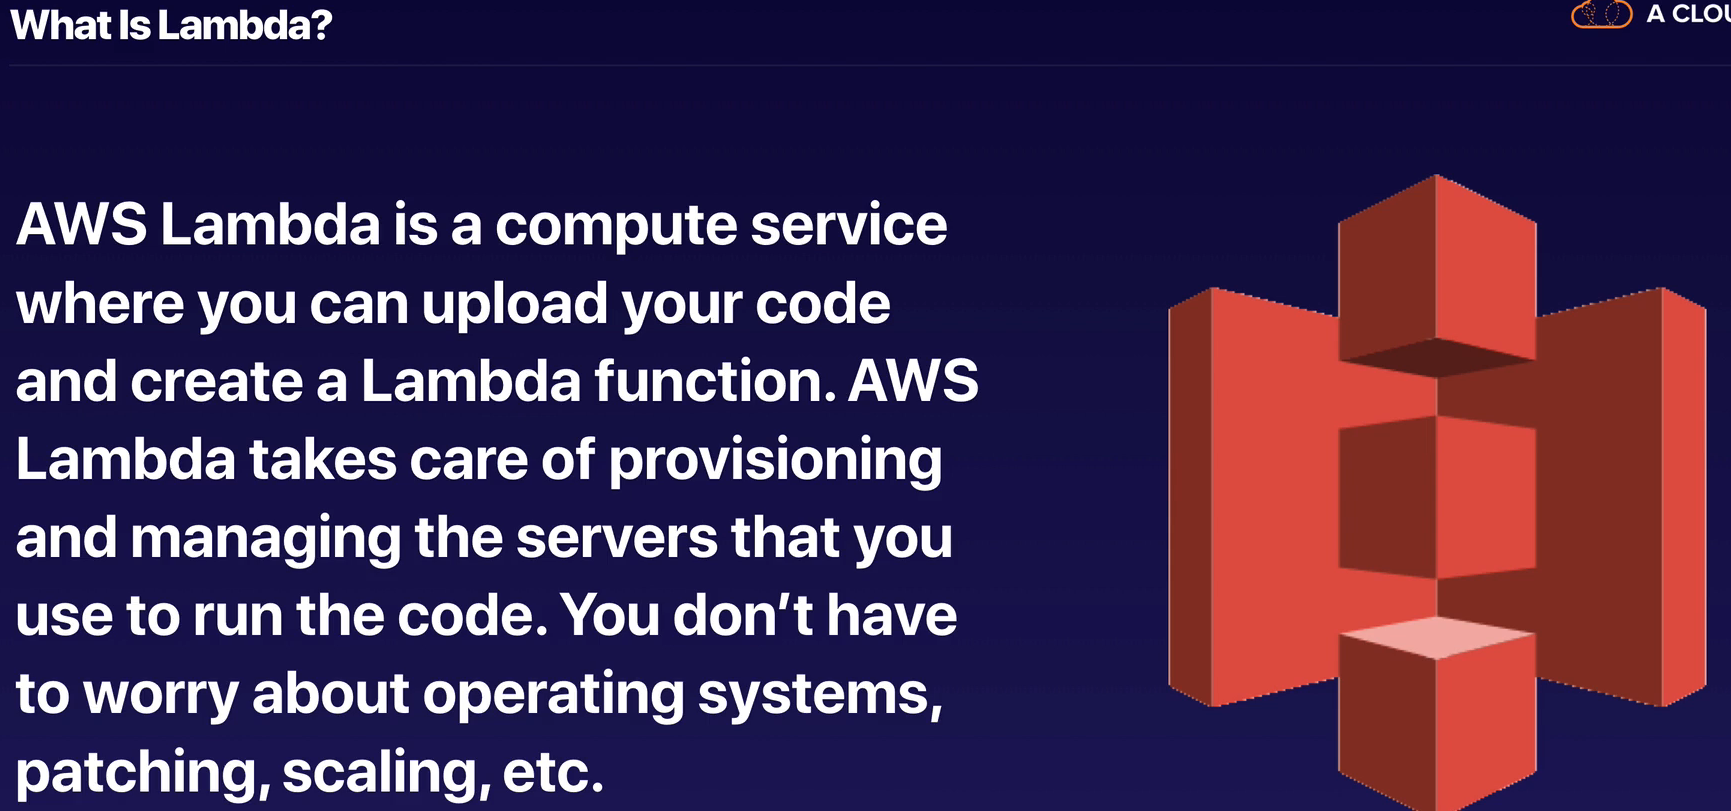 What Is Lambda?
A CLOU
AWS Lambda is a compute service
where you can upload your code
and create a Lambda function. AWS
Lambda takes care of provisioning
and managing the servers that you
use to run the code. You don’t have
to worry about operating systems,
patching, scaling, etc.